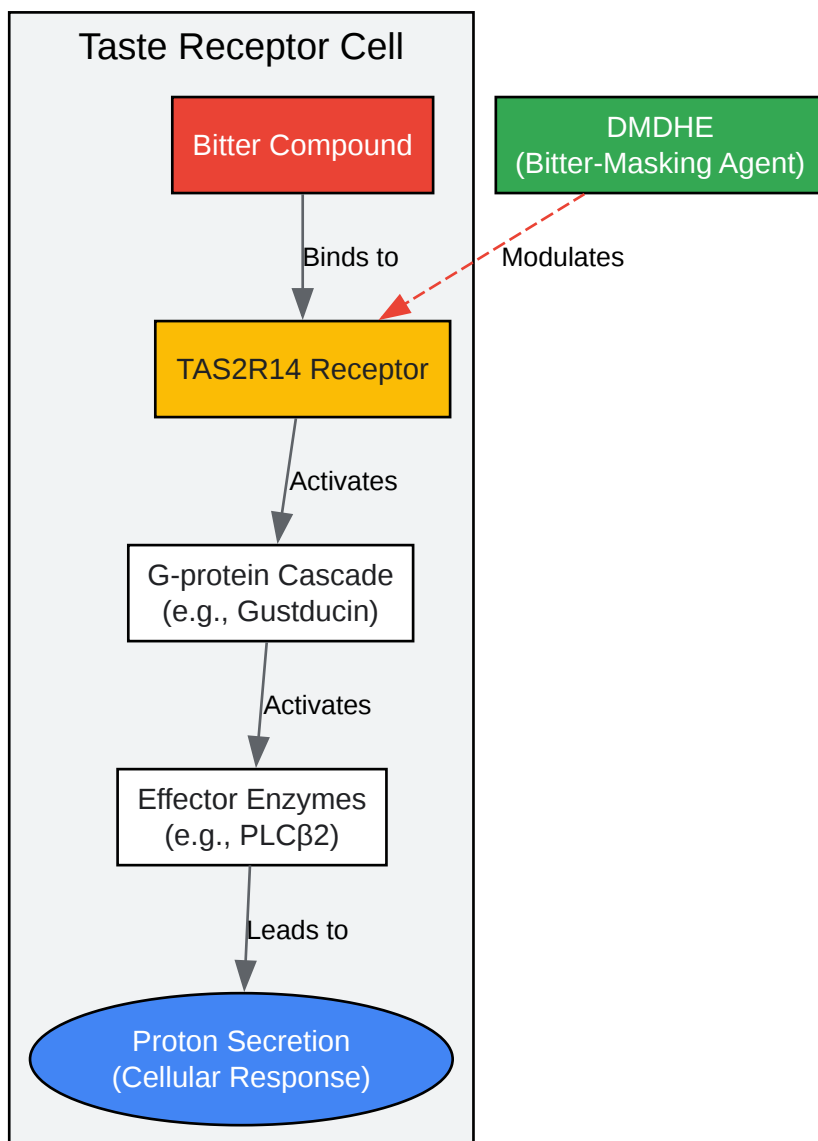 Taste Receptor Cell
Bitter Compound
DMDHE
(Bitter-Masking Agent)
Binds to
Modulates
TAS2R14 Receptor
Activates
G-protein Cascade
(e.g., Gustducin)
Activates
Effector Enzymes
(e.g., PLCβ2)
Leads to
Proton Secretion
(Cellular Response)